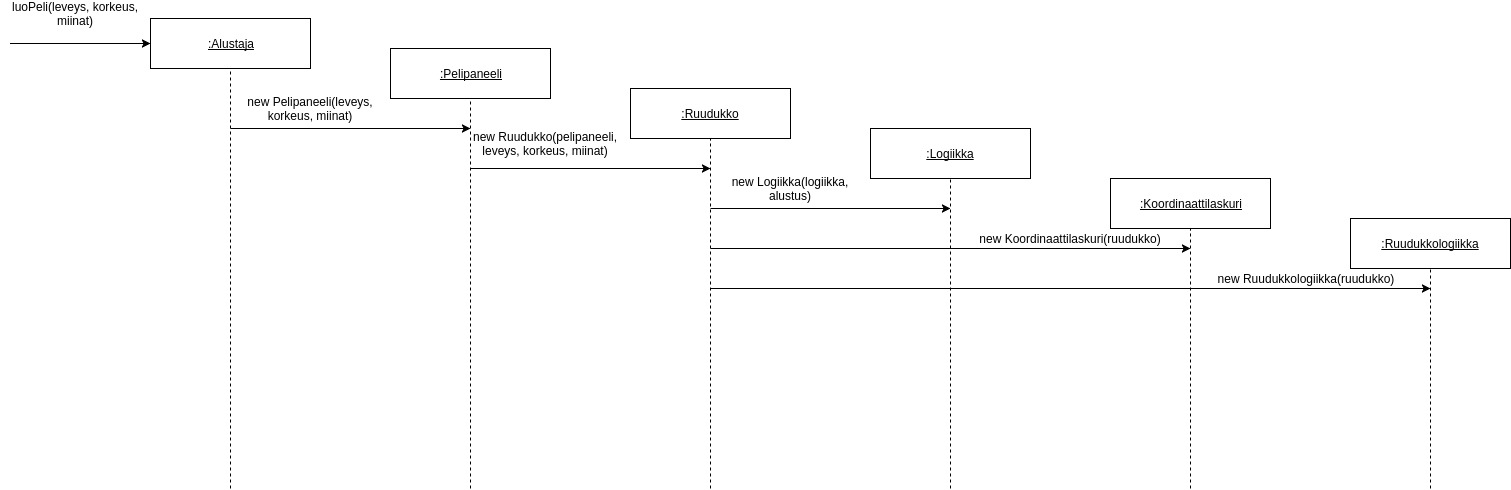 luoPeli(leveys, korkeus,
miinat)
:Alustaja
:Pelipaneeli
new Pelipaneeli(leveys,
korkeus, miinat)
:Ruudukko
new Ruudukko(pelipaneeli,
leveys, korkeus, miinat)
:Logiikka
new Logiikka(logiikka,
alustus)
:Koordinaattilaskuri
new Koordinaattilaskuri(ruudukko)
:Ruudukkologiikka
new Ruudukkologiikka(ruudukko)